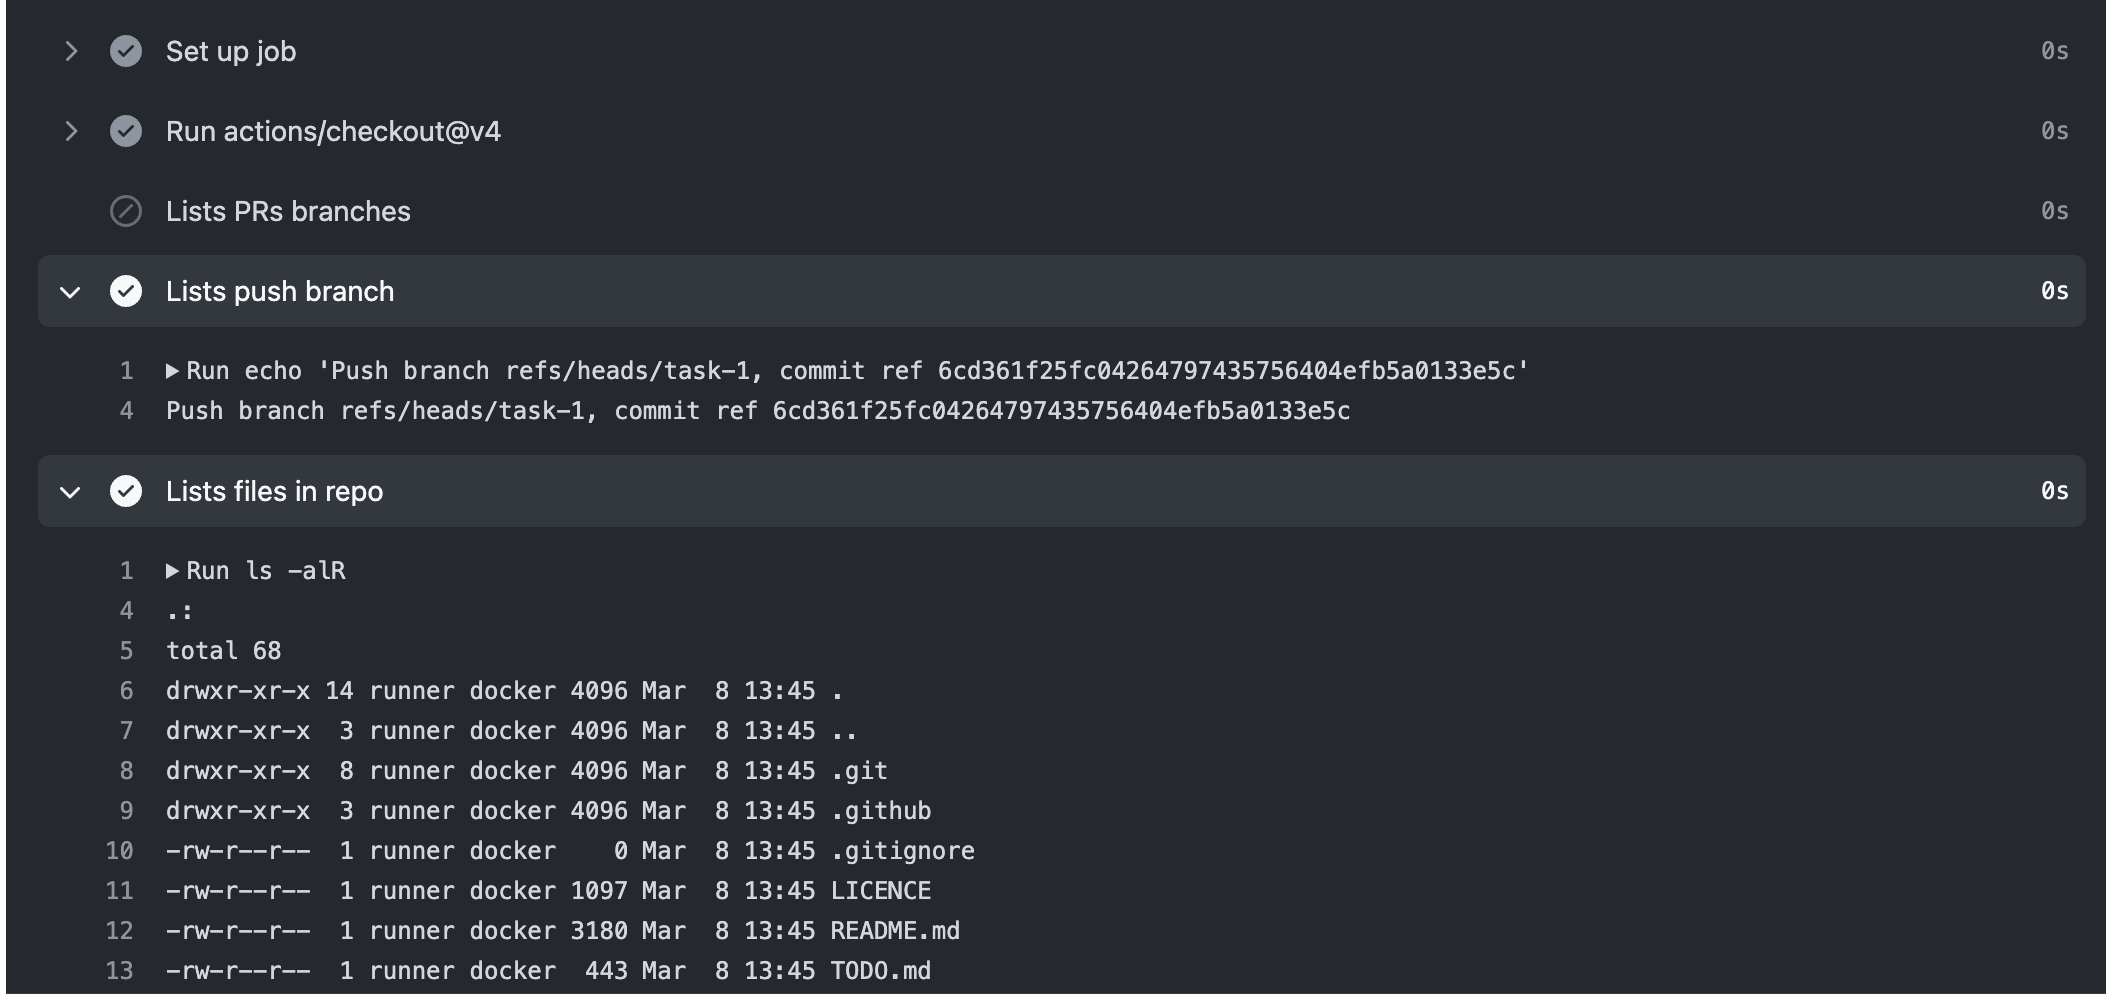 Set up job 0s
Run actions/checkout@v4 0s
Lists PRs branches 0s
Lists push branch 0s
1 Run echo 'Push branch refs/heads/task-1, commit ref 6cd361f25fc04264797435756404efb5a0133e5c'
4 Push branch refs/heads/task-1, commit ref 6cd361f25fc04264797435756404efb5a0133e5c
Lists files in repo 0s
1 Run ls -alR
4 .:
5 total 68
6 drwxr-xr-x 14 runner docker 4096 Mar  8 13:45 .
7 drwxr-xr-x  3 runner docker 4096 Mar  8 13:45 ..
8 drwxr-xr-x  8 runner docker 4096 Mar  8 13:45 .git
9 drwxr-xr-x  3 runner docker 4096 Mar  8 13:45 .github
10 -rw-r--r--  1 runner docker    0 Mar  8 13:45 .gitignore
11 -rw-r--r--  1 runner docker 1097 Mar  8 13:45 LICENCE
12 -rw-r--r--  1 runner docker 3180 Mar  8 13:45 README.md
13 -rw-r--r--  1 runner docker  443 Mar  8 13:45 TODO.md